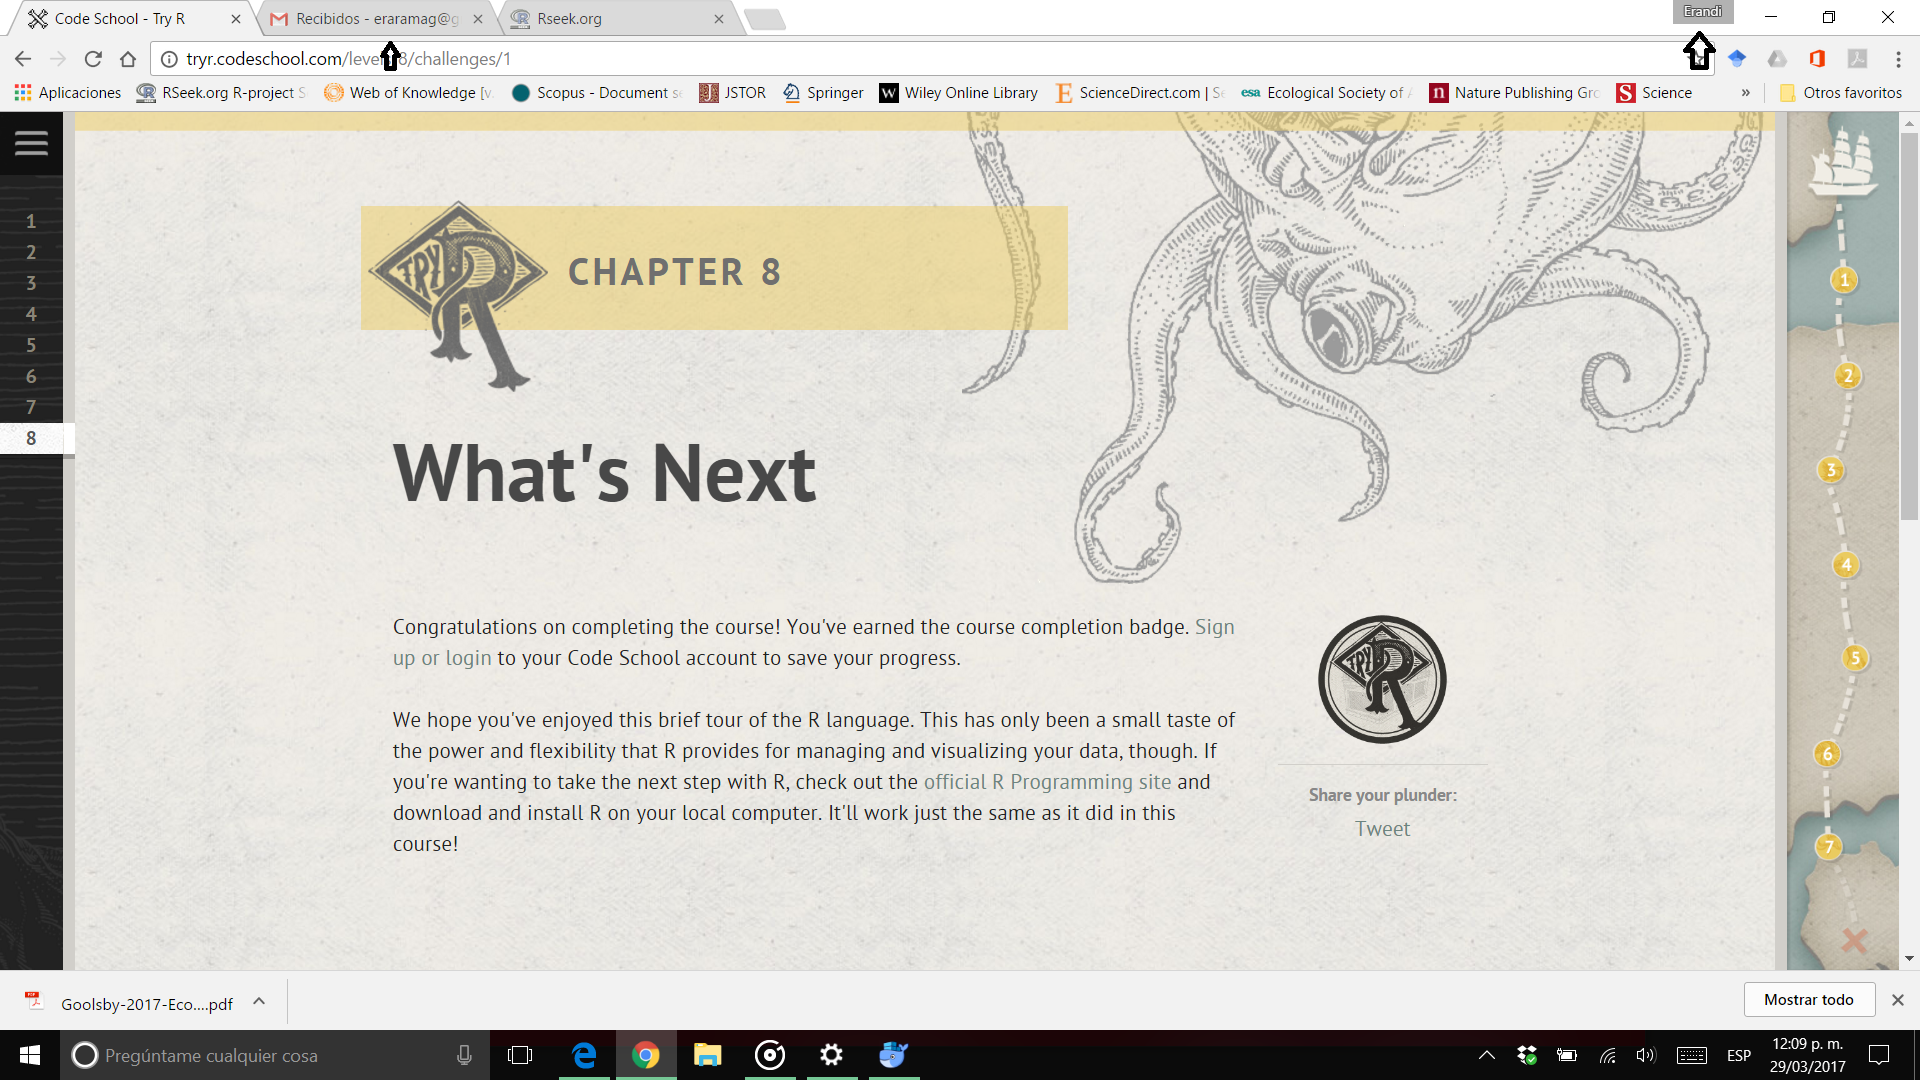 Code School - Try R
Recibidos - eraramag@g
Rseek.org
Erandi
tryr.codeschool.com/leve 8/challenges/1
Aplicaciones
RSeek.org R-project S
Web of Knowledge [v.
Scopus - Document se
JSTOR
Springer
W Wiley Online Library
E ScienceDirect.com | Se
esa Ecological Society of A
n Nature Publishing Gro
S Science
»
Otros favoritos
1
2
3
4
5
6
7
8
TRY R
CHAPTER 8
What's Next
Congratulations on completing the course! You've earned the course completion badge. Sign
up or login to your Code School account to save your progress.
We hope you've enjoyed this brief tour of the R language. This has only been a small taste of
the power and flexibility that R provides for managing and visualizing your data, though. If
you're wanting to take the next step with R, check out the official R Programming site and
download and install R on your local computer. It'll work just the same as it did in this
course!
TRY R
Share your plunder:
Tweet
1
2
3
4
5
6
7
Goolsby-2017-Eco....pdf
Mostrar todo
Pregúntame cualquier cosa
ESP
12:09 p. m.
29/03/2017